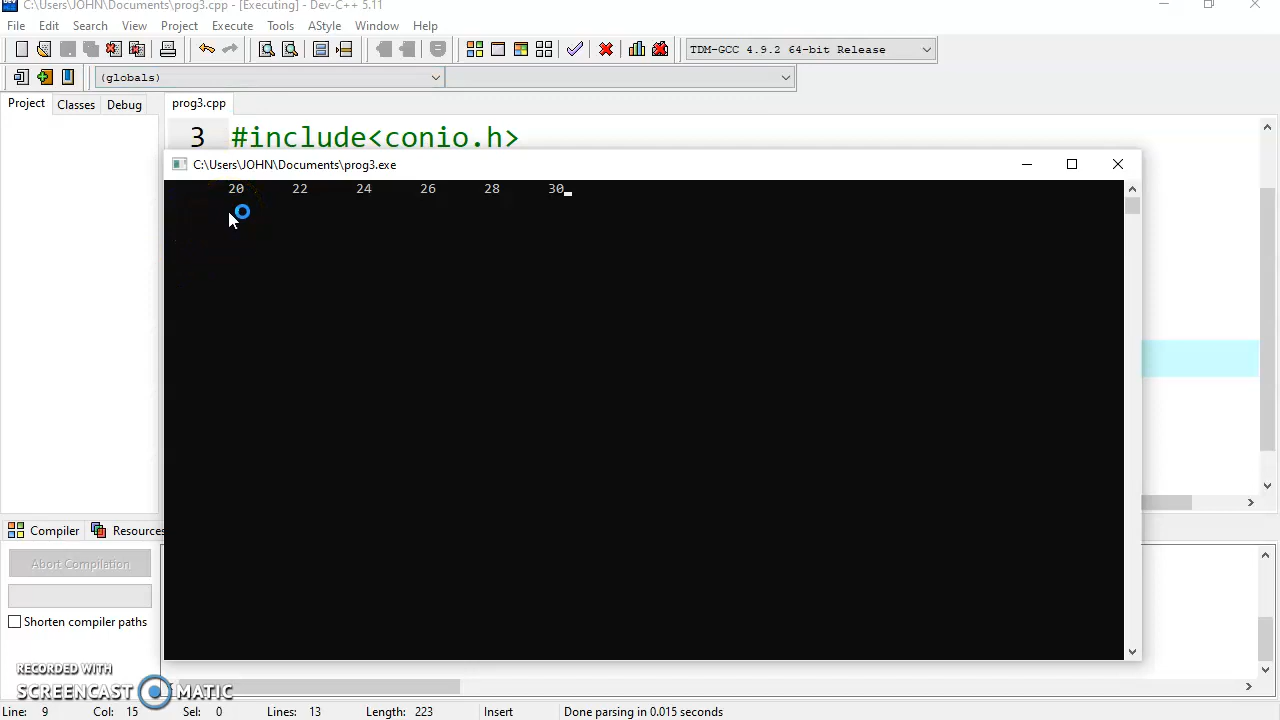 C:\Users\JOHN\Documents\prog3.cpp - [Executing] - Dev-C++ 5.11
File Edit Search View Project Execute Tools AStyle Window Help
TDM-GCC 4.9.2 64-bit Release
(globals)
Project Classes Debug prog3.cpp
3 #include<conio.h>
C:\Users\JOHN\Documents\prog3.exe
20 22 24 26 28 30
Compiler Resources
Abort Compilation
Shorten compiler paths
RECORDED WITH
SCREENCAST MATIC
Line: 9 Col: 15 Sel: 0 Lines: 13 Length: 223 Insert Done parsing in 0.015 seconds